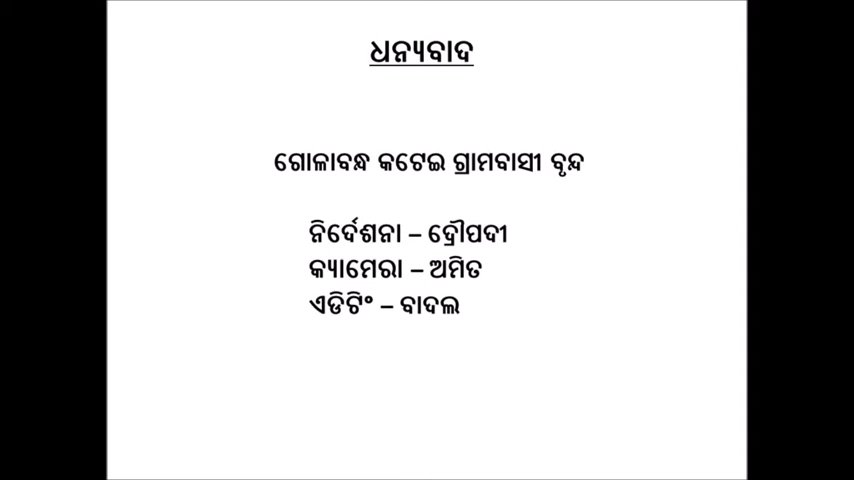 ଧନ୍ୟବାଦ
ଗୋଳାବନ୍ଧ କଟେଇ ଗ୍ରାମବାସୀ ବୃନ୍ଦ
ନିର୍ଦେଶନା – ଦ୍ରୌପଦୀ
କ୍ୟାମେରା – ଅମିତ
ଏଡିଟିଂ – ବାଦଲ